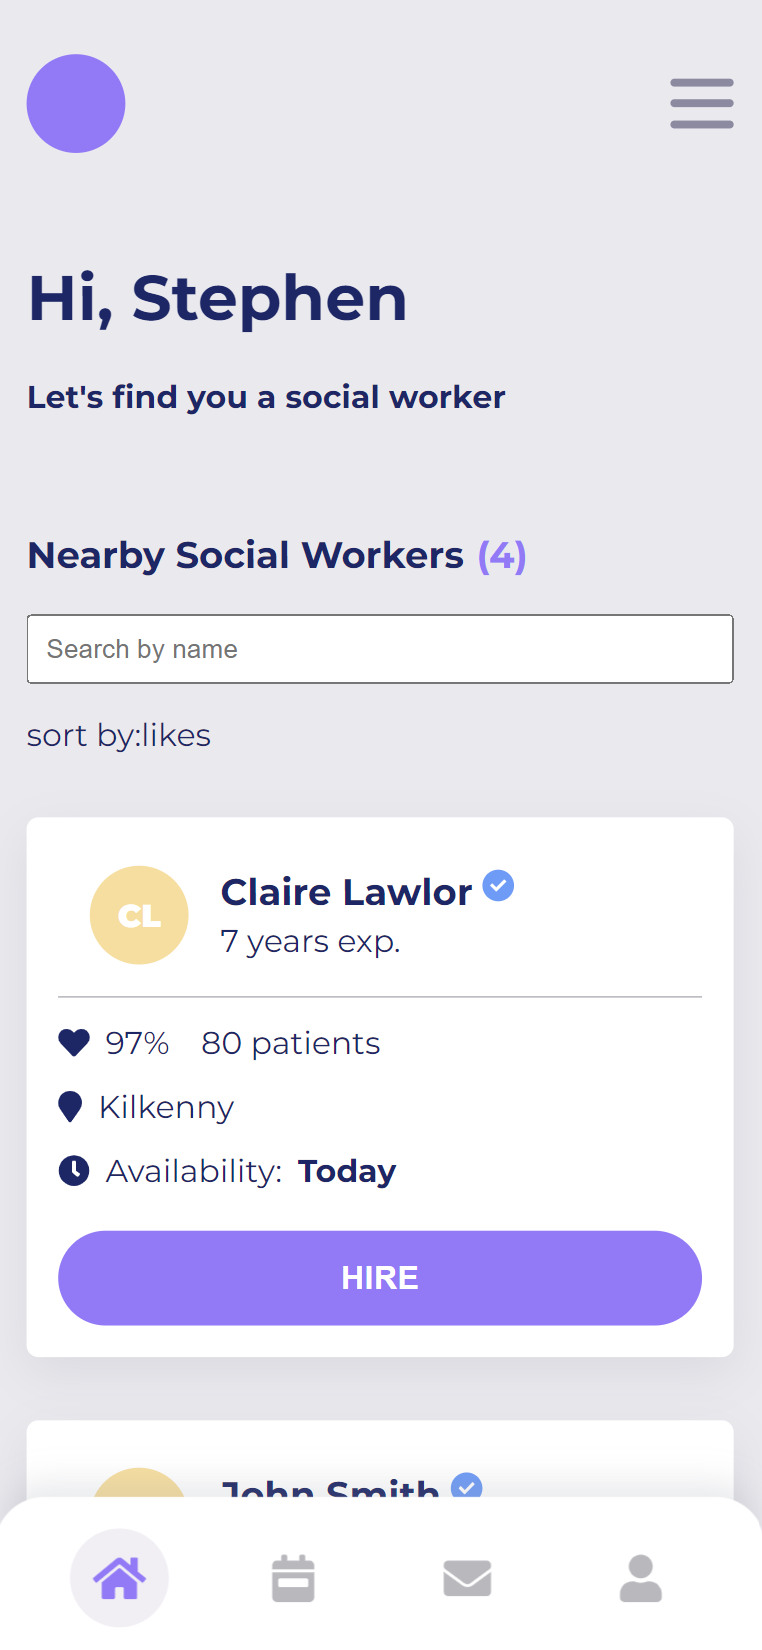 Hi, Stephen
Let's find you a social worker
Nearby Social Workers (4)
Search by name
sort by:likes
CL
Claire Lawlor
7 years exp.
97% 80 patients
Kilkenny
Availability: Today
HIRE
John Smith